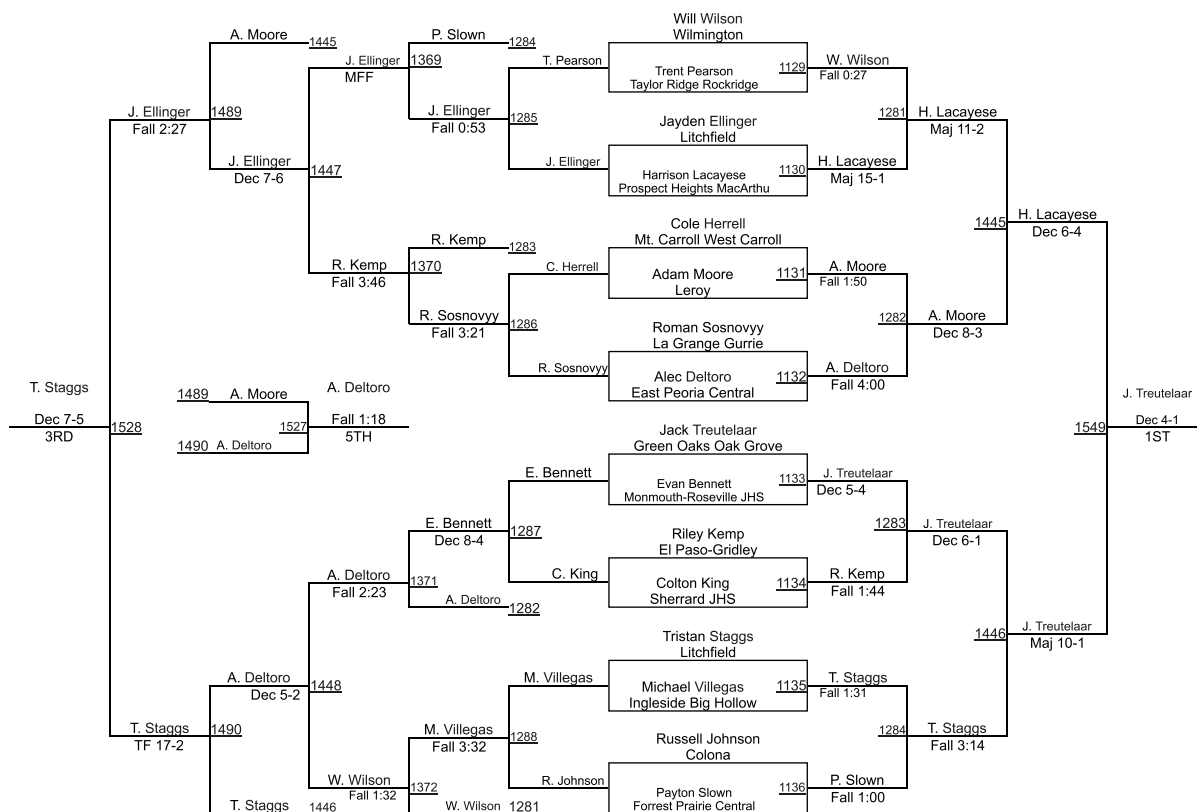 Will Wilson
Wilmington
A. Moore
1445
P. Slown
1284
J. Ellinger
1369
T. Pearson
Trent Pearson
1129
Taylor Ridge Rockridge
W. Wilson
Fall 0:27
MFF
J. Ellinger
1489
Fall 2:27
J. Ellinger
Fall 0:53
1285
Jayden Ellinger
Litchfield
1281
H. Lacayese
Maj 11-2
J. Ellinger
Dec 7-6
1447
J. Ellinger
Harrison Lacayese
1130
Prospect Heights MacArthu
H. Lacayese
Maj 15-1
Cole Herrell
Mt. Carroll West Carroll
1445
H. Lacayese
Dec 6-4
R. Kemp
1283
R. Kemp
1370
Fall 3:46
C. Herrell
Adam Moore
1131
Leroy
A. Moore
Fall 1:50
R. Sosnovyy
Fall 3:21
1286
Roman Sosnovyy
La Grange Gurrie
1282
A. Moore
Dec 8-3
R. Sosnovyy
Alec Deltoro
1132
East Peoria Central
A. Deltoro
Fall 4:00
T. Staggs
Dec 7-5
3RD
1528
1489
A. Moore
1527
1490
A. Deltoro
A. Deltoro
Fall 1:18
5TH
J. Treutelaar
1549
Dec 4-1
1ST
Jack Treutelaar
Green Oaks Oak Grove
E. Bennett
Evan Bennett
1133
Monmouth-Roseville JHS
J. Treutelaar
Dec 5-4
E. Bennett
Dec 8-4
1287
Riley Kemp
El Paso-Gridley
1283
J. Treutelaar
Dec 6-1
A. Deltoro
1371
Fall 2:23
C. King
Colton King
1134
Sherrard JHS
R. Kemp
Fall 1:44
A. Deltoro
1282
Tristan Staggs
Litchfield
1446
J. Treutelaar
Maj 10-1
A. Deltoro
Dec 5-2
1448
M. Villegas
Michael Villegas
1135
Ingleside Big Hollow
T. Staggs
Fall 1:31
T. Staggs
1490
TF 17-2
M. Villegas
Fall 3:32
1288
Russell Johnson
Colona
1284
T. Staggs
Fall 3:14
W. Wilson
1372
Fall 1:32
R. Johnson
Payton Slown
1136
Forrest Prairie Central
P. Slown
Fall 1:00
T. Staggs
1446
W. Wilson
1281